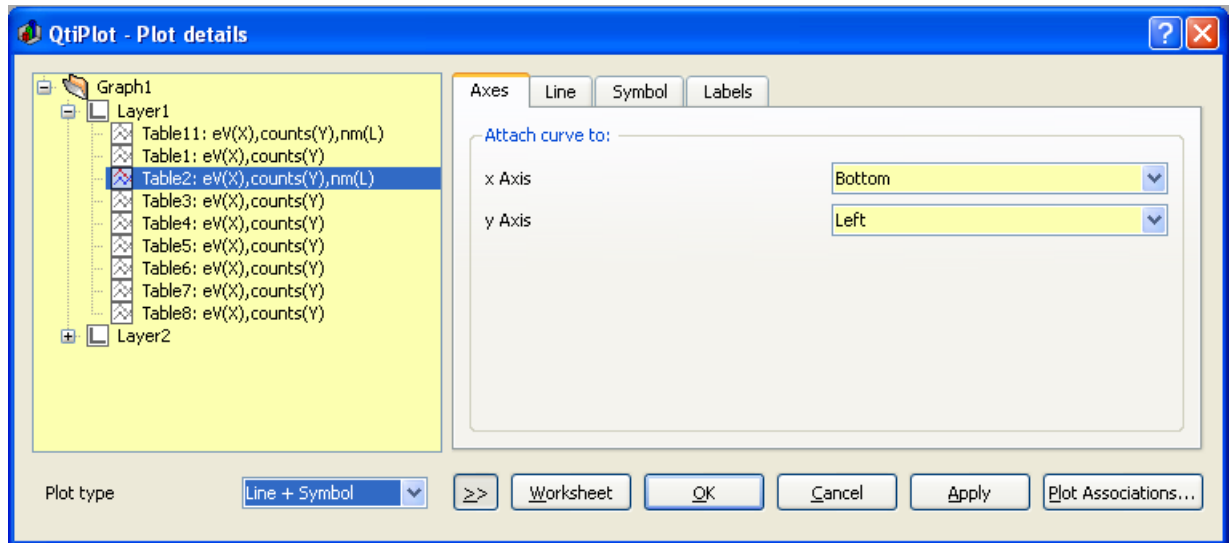 QtiPlot - Plot details
Graph1
Layer1
Table11: eV(X),counts(Y),nm(L)
Table1: eV(X),counts(Y)
Table2: eV(X),counts(Y),nm(L)
Table3: eV(X),counts(Y)
Table4: eV(X),counts(Y)
Table5: eV(X),counts(Y)
Table6: eV(X),counts(Y)
Table7: eV(X),counts(Y)
Table8: eV(X),counts(Y)
Layer2
Axes Line Symbol Labels
Attach curve to:
x Axis Bottom
y Axis Left
Plot type Line + Symbol >> Worksheet OK Cancel Apply Plot Associations...